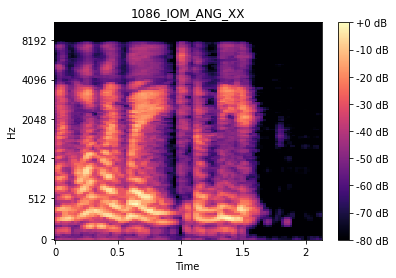 1086_IOM_ANG_XX
8192
4096
2048
1024
512
0
Hz
0
0.5
1
1.5
2
Time
+0 dB
-10 dB
-20 dB
-30 dB
-40 dB
-50 dB
-60 dB
-70 dB
-80 dB